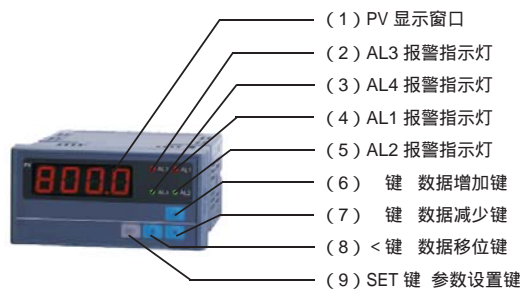 （1）PV 显示窗口
（2）AL3 报警指示灯
（3）AL4 报警指示灯
（4）AL1 报警指示灯
（5）AL2 报警指示灯
（6） 键 数据增加键
（7） 键 数据减少键
（8）<键 数据移位键
（9）SET 键 参数设置键
PV
800.0